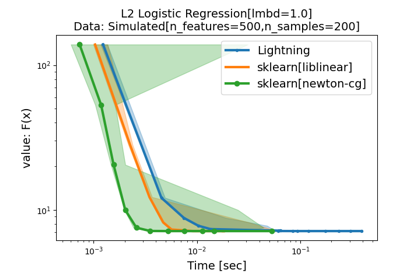 L2 Logistic Regression[lmbd=1.0]
Data: Simulated[n_features=500,n_samples=200]
Lightning
sklearn[liblinear]
sklearn[newton-cg]
value: F(x)
10²
10¹
10⁻³
10⁻²
10⁻¹
Time [sec]